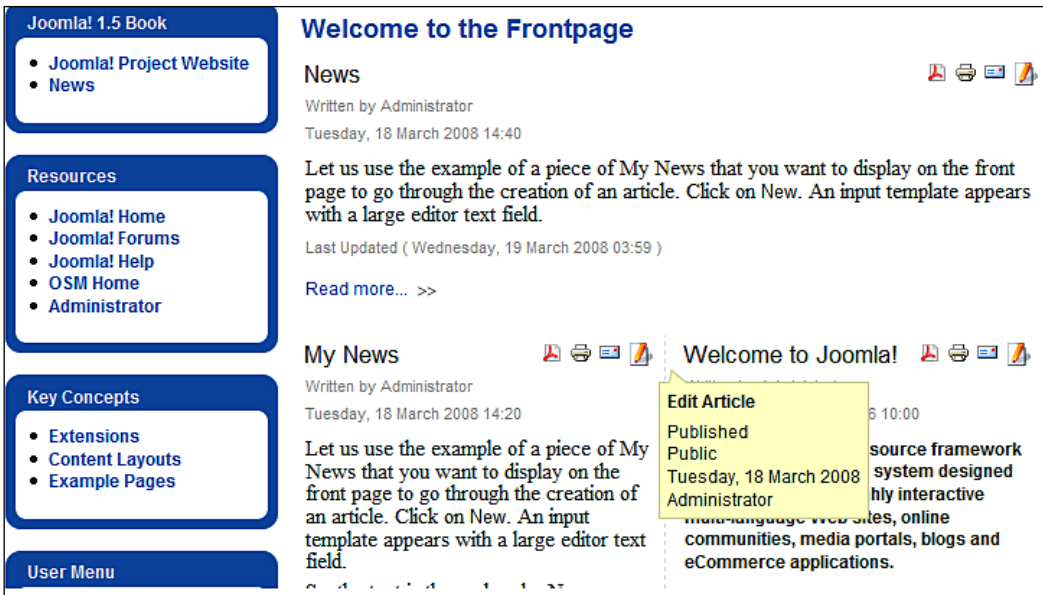 Joomla! 1.5 Book
Joomla! Project Website
News
Resources
Joomla! Home
Joomla! Forums
Joomla! Help
OSM Home
Administrator
Key Concepts
Extensions
Content Layouts
Example Pages
User Menu
Welcome to the Frontpage
News
Written by Administrator
Tuesday, 18 March 2008 14:40
Let us use the example of a piece of My News that you want to display on the front
page to go through the creation of an article. Click on New. An input template appears
with a large editor text field.
Last Updated ( Wednesday, 19 March 2008 03:59 )
Read more... >>
My News
Written by Administrator
Tuesday, 18 March 2008 14:20
Let us use the example of a piece of My
News that you want to display on the
front page to go through the creation of
an article. Click on New. An input
template appears with a large editor text
field.
Welcome to Joomla!
6 10:00
source framework
system designed
hly interactive
multi-language Web sites, online
communities, media portals, blogs and
eCommerce applications.
Edit Article
Published
Public
Tuesday, 18 March 2008
Administrator